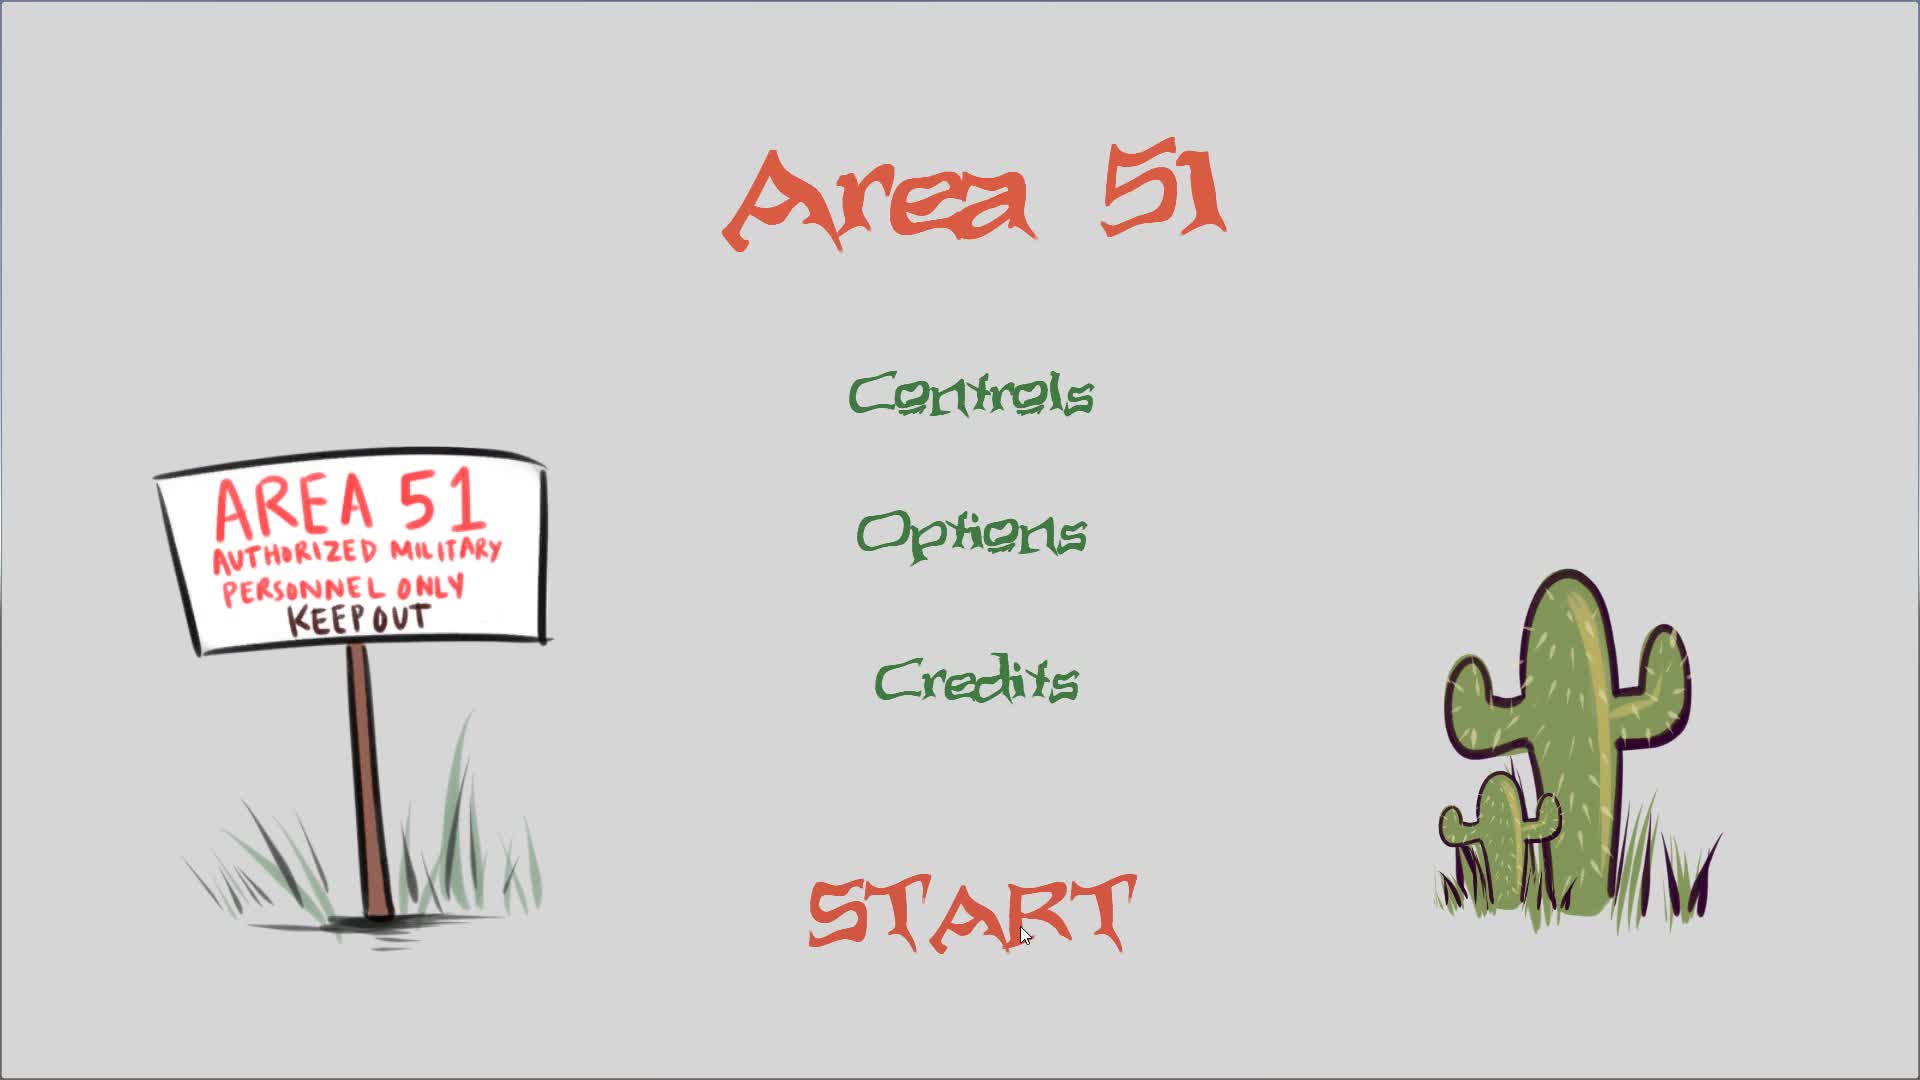 Area 51
Controls
Options
Credits
START
AREA 51
AUTHORIZED MILITARY
PERSONNEL ONLY
KEEP OUT